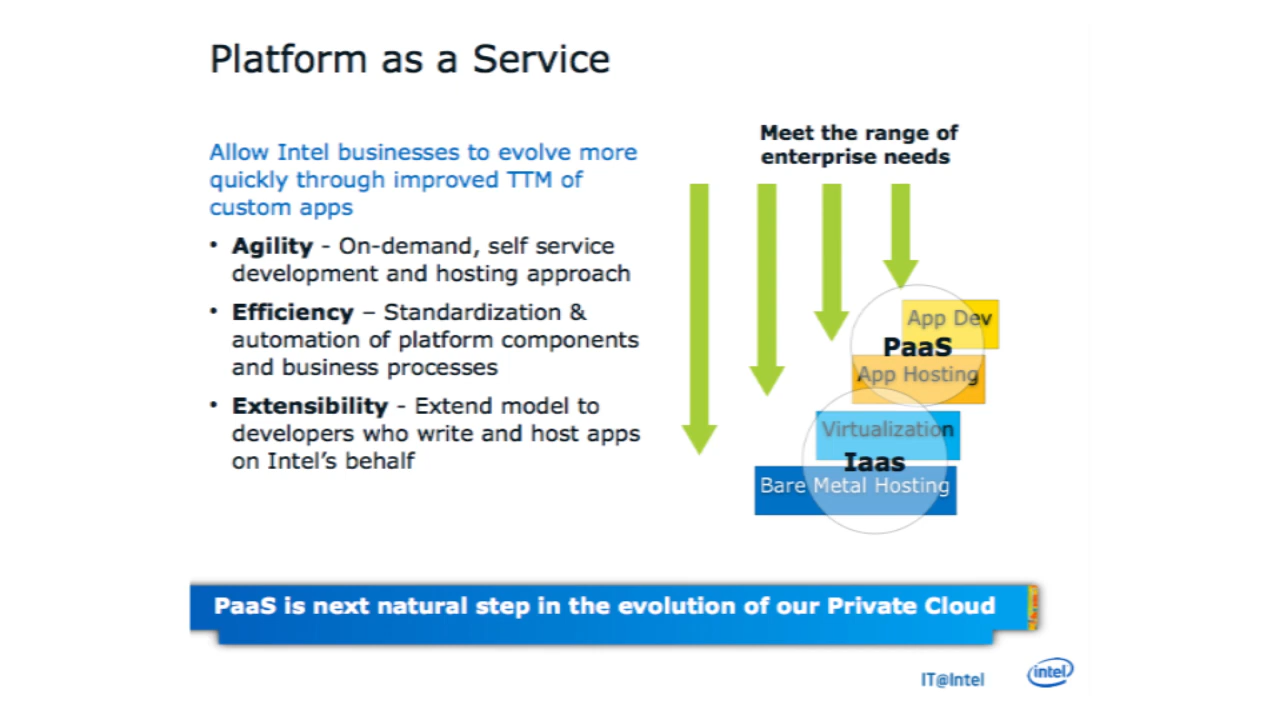 Platform as a Service
Allow Intel businesses to evolve more
quickly through improved TTM of
custom apps
• Agility - On-demand, self service
development and hosting approach
• Efficiency – Standardization &
automation of platform components
and business processes
• Extensibility - Extend model to
developers who write and host apps
on Intel's behalf
Meet the range of
enterprise needs
App Dev
PaaS
App Hosting
Virtualization
Iaas
Bare Metal Hosting
PaaS is next natural step in the evolution of our Private Cloud
IT@Intel
intel